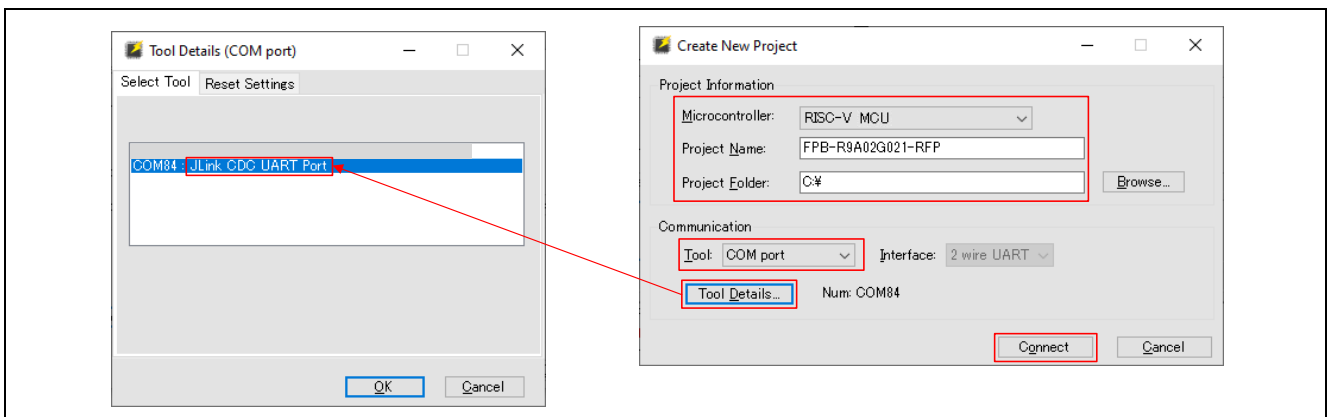 Tool Details (COM port)
Select Tool Reset Settings
COM84 : JLink CDC UART Port
OK Cancel
Create New Project
Project Information
Microcontroller: RISC-V MCU
Project Name: FPB-R9A02G021-RFP
Project Folder: C:¥ Browse...
Communication
Tool: COM port Interface: 2 wire UART
Tool Details... Num: COM84
Connect Cancel